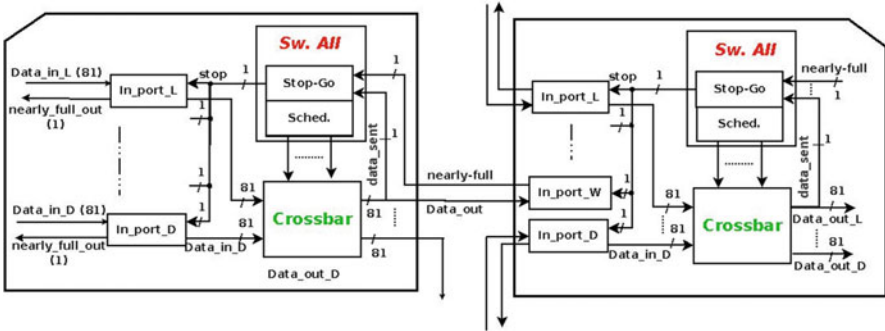 Sw. All
Stop-Go
Sched.
stop
1
1
Data_in_L (81)
In_port_L
nearly_full_out
(1)
1
1
1
data_sent
1
81
81
Data_in_D (81)
In_port_D
nearly_full_out
(1)
Data_in_D
81
Crossbar
81
81
Data_out_D
nearly-full
Data_out
Sw. All
Stop-Go
Sched.
stop
1
nearly-full
1
In_port_L
1
data_sent
1
In_port_W
1
81
In_port_D
1
Data_in_D
81
Crossbar
81
Data_out_L
81
Data_out_D